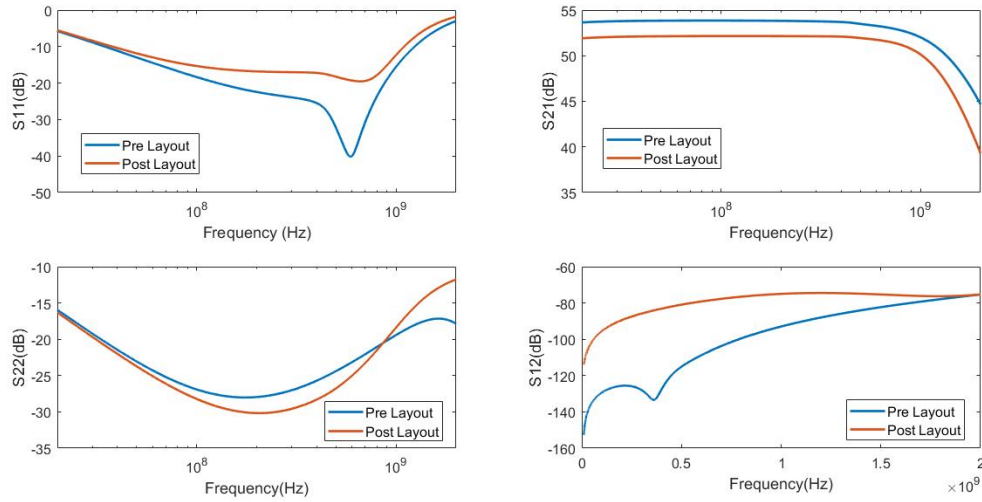 0
-10
-20
-30
-40
-50
S11(dB)
Pre Layout
Post Layout
10^8
10^9
Frequency (Hz)
55
50
45
40
35
S21(dB)
Pre Layout
Post Layout
10^8
10^9
Frequency(Hz)
-10
-15
-20
-25
-30
-35
S22(dB)
Pre Layout
Post Layout
10^8
10^9
Frequency(Hz)
-60
-80
-100
-120
-140
-160
S12(dB)
Pre Layout
Post Layout
0
0.5
1
1.5
2
Frequency(Hz)
×10^9